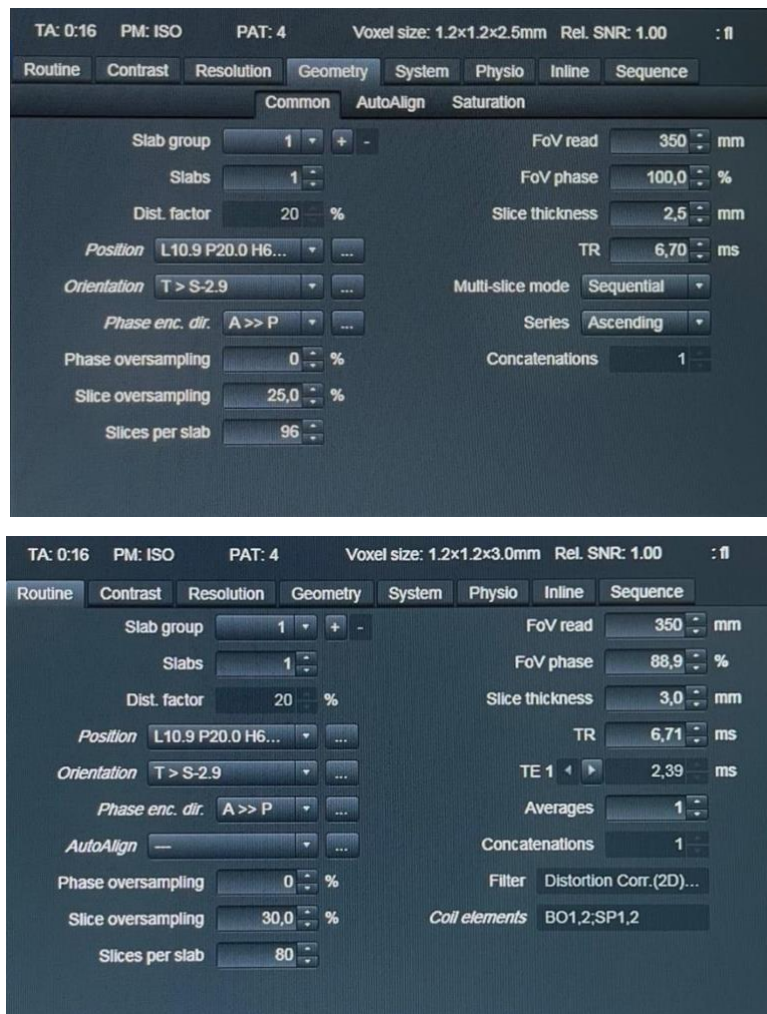 TA: 0:16 PM: ISO PAT: 4 Voxel size: 1.2×1.2×2.5mm Rel. SNR: 1.00 : fl
Routine Contrast Resolution Geometry System Physio Inline Sequence
Common AutoAlign Saturation
Slab group 1 + - FoV read 350 mm
Slabs 1 FoV phase 100,0 %
Dist. factor 20 % Slice thickness 2,5 mm
Position L10.9 P20.0 H6... ... TR 6,70 ms
Orientation T > S-2.9 ... Multi-slice mode Sequential
Phase enc. dir. A >> P ... Series Ascending
Phase oversampling 0 % Concatenations 1
Slice oversampling 25,0 %
Slices per slab 96
TA: 0:16 PM: ISO PAT: 4 Voxel size: 1.2×1.2×3.0mm Rel. SNR: 1.00 : fl
Routine Contrast Resolution Geometry System Physio Inline Sequence
Slab group 1 + - FoV read 350 mm
Slabs 1 FoV phase 88,9 %
Dist. factor 20 % Slice thickness 3,0 mm
Position L10.9 P20.0 H6... ... TR 6,71 ms
Orientation T > S-2.9 ... TE 1 2,39 ms
Phase enc. dir. A >> P ... Averages 1
AutoAlign --- ... Concatenations 1
Phase oversampling 0 % Filter Distortion Corr.(2D)...
Slice oversampling 30,0 % Coil elements BO1,2;SP1,2
Slices per slab 80